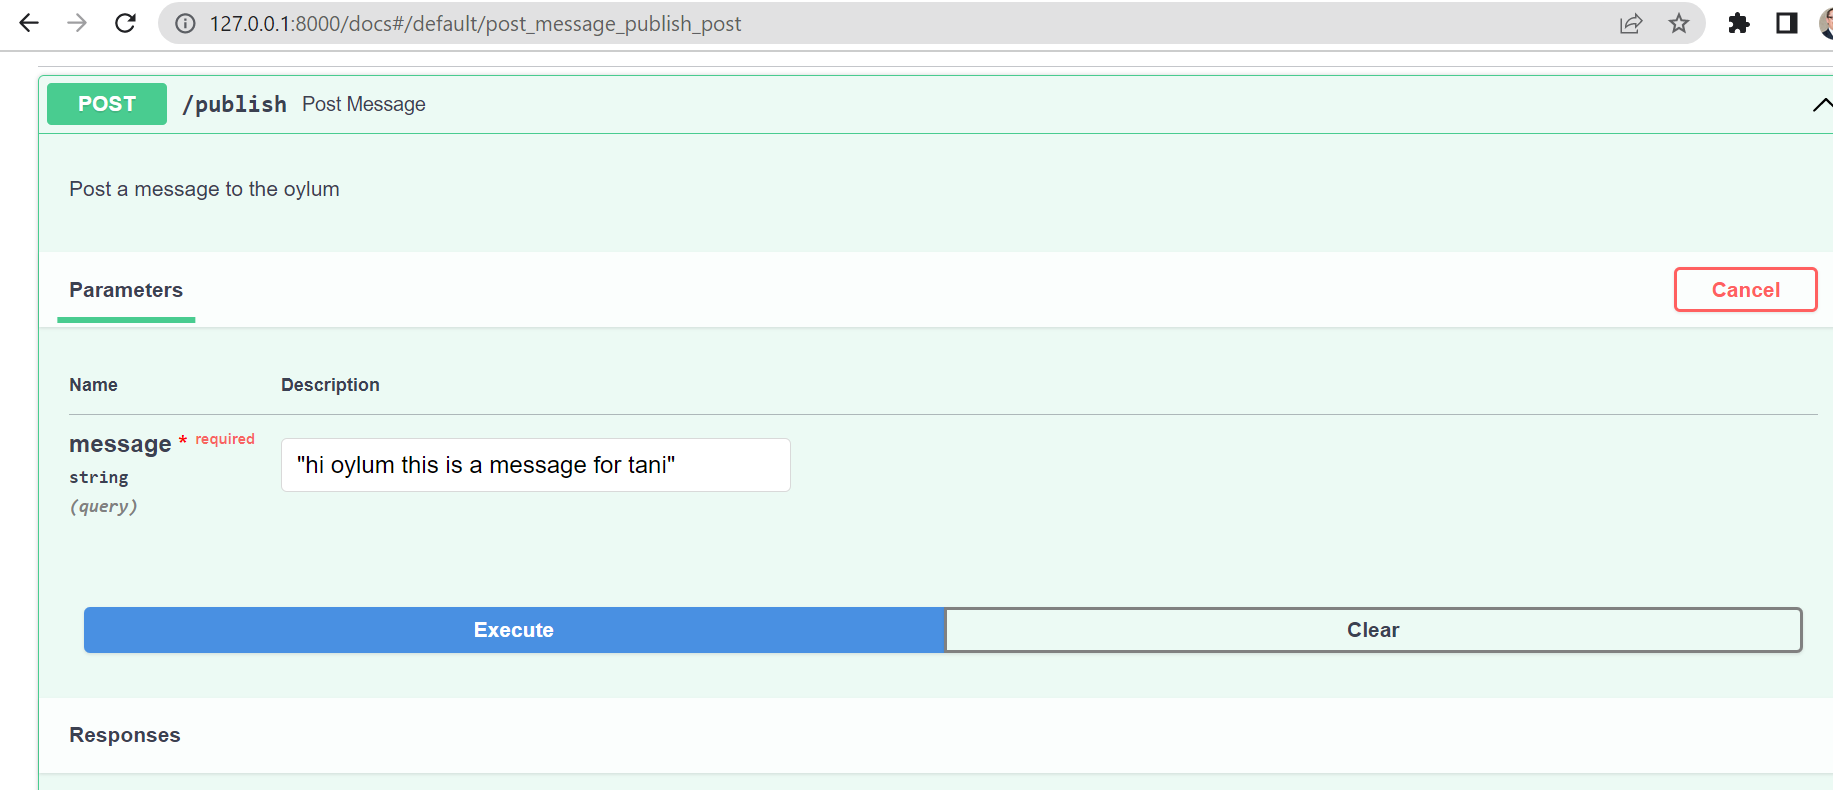 127.0.0.1:8000/docs#/default/post_message_publish_post
POST /publish Post Message
Post a message to the oylum
Parameters Cancel
Name Description
message * required
string
(query)
"hi oylum this is a message for tani"
Execute Clear
Responses